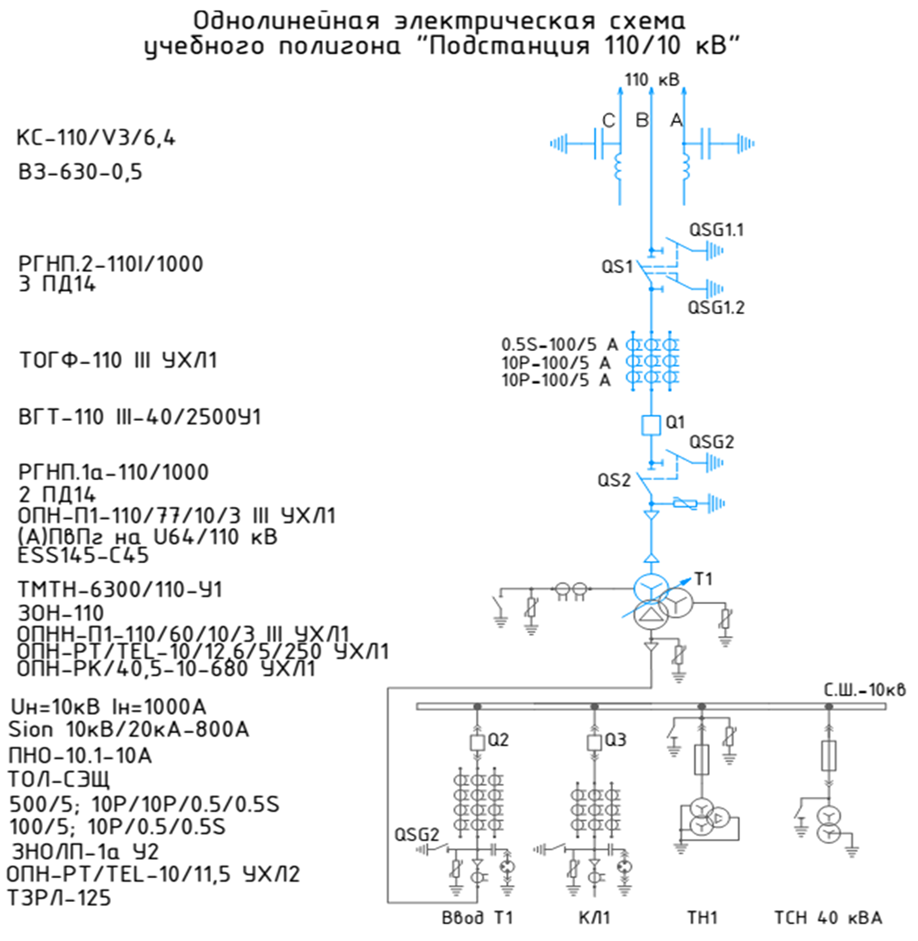 Однолинейная электрическая схема
учебного полигона "Подстанция 110/10 кВ"
110 кВ
C
B
A
КС-110/√3/6,4
ВЗ-630-0,5
QSG1.1
РГНП.2-110I/1000
3 ПД14
QS1
QSG1.2
0.5S-100/5 А
10P-100/5 А
10P-100/5 А
ТОГФ-110 III УХЛ1
ВГТ-110 III-40/2500У1
Q1
QSG2
РГНП.1а-110/1000
2 ПД14
QS2
ОПН-П1-110/77/10/3 III УХЛ1
(А)ПвПг на U64/110 кВ
ESS145-C45
T1
ТМТН-6300/110-У1
ЗОН-110
ОПНН-П1-110/60/10/3 III УХЛ1
ОПН-РТ/TEL-10/12,6/5/250 УХЛ1
ОПН-РК/40,5-10-680 УХЛ1
С.Ш.-10кВ
Uн=10кВ Iн=1000А
Sion 10кВ/20кА-800А
ПНО-10.1-10А
ТОЛ-СЭЩ
500/5; 10P/10P/0.5/0.5S
100/5; 10P/0.5/0.5S
ЗНОЛП-1а У2
ОПН-РТ/TEL-10/11,5 УХЛ2
ТЗРЛ-125
Q2
Q3
QSG2
Ввод Т1
КЛ1
ТН1
ТСН 40 кВА